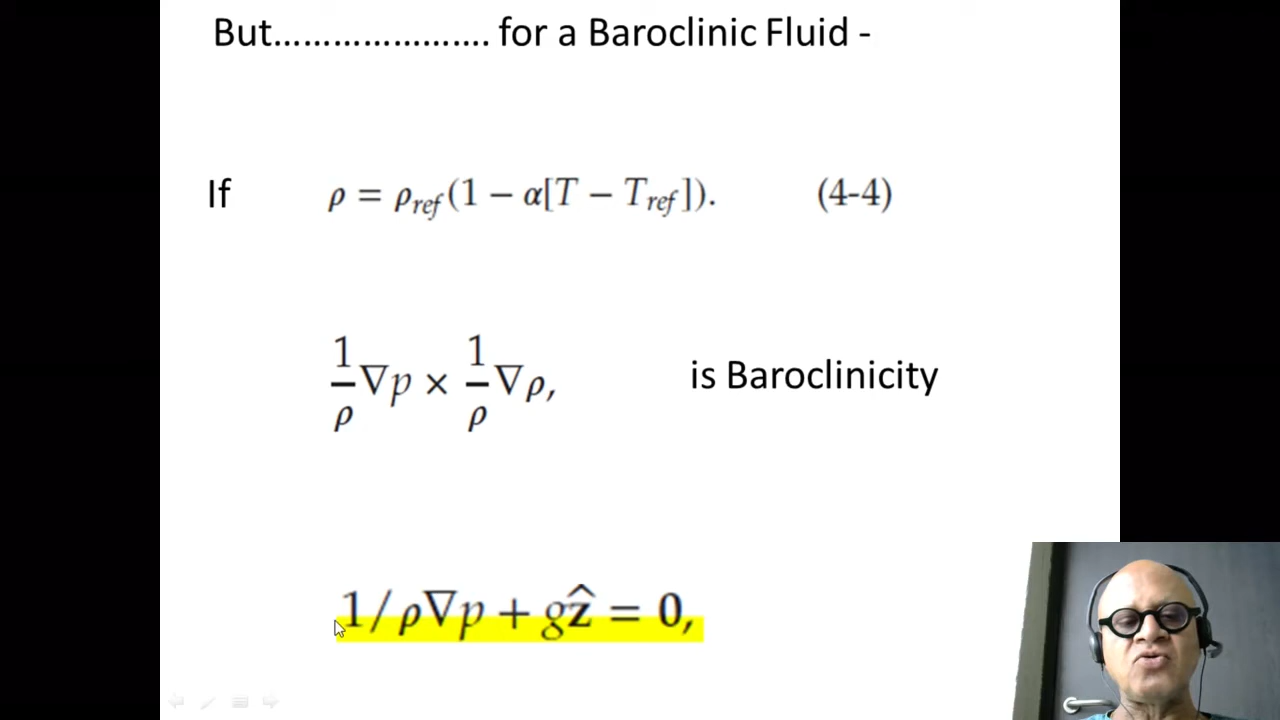 But..................... for a Baroclinic Fluid -
If ρ = ρ_ref(1 − α[T − T_ref]). (4-4)
1/ρ ∇p × 1/ρ ∇ρ, is Baroclinicity
1/ρ∇p + gẑ = 0,